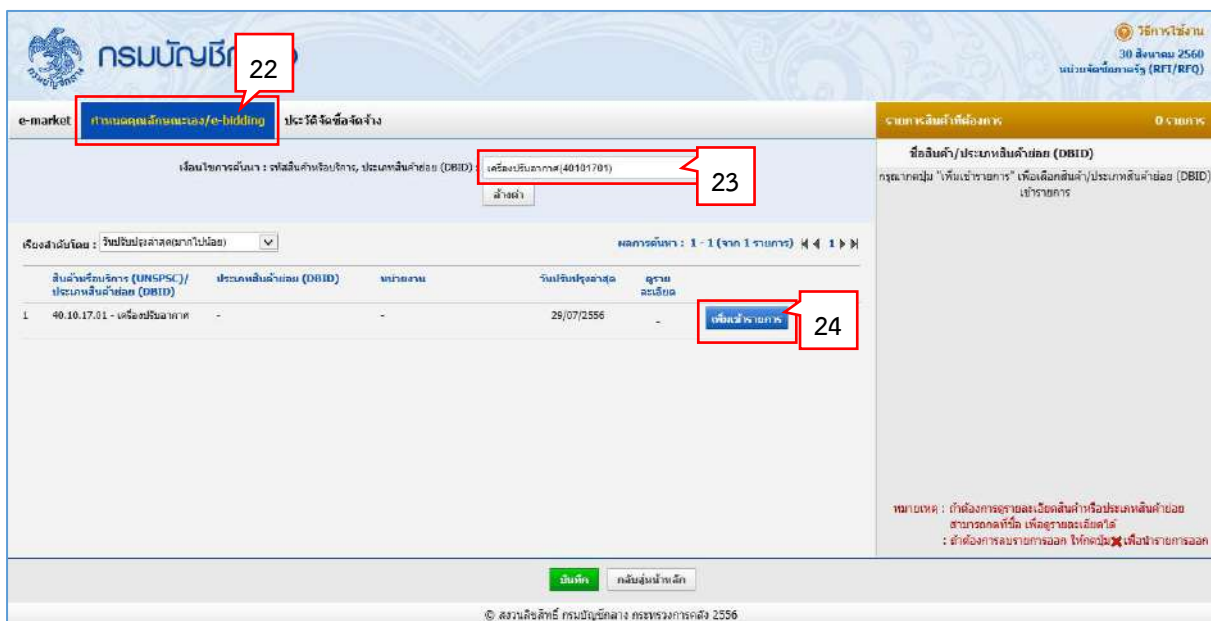 กรมบัญชีก
วิธีการใช้งาน
30 สิงหาคม 2560
หน่วยจัดซื้อภาครัฐ (RFI/RFQ)
22
e-market กำหนดคุณลักษณะเอง/e-bidding ประวัติจัดซื้อจัดจ้าง
รายการสินค้าที่ต้องการ 0 รายการ
เงื่อนไขการค้นหา : รหัสสินค้าหรือบริการ, ประเภทสินค้าย่อย (DBID) : เครื่องปรับอากาศ(40101701)
23
ล้างค่า
ชื่อสินค้า/ประเภทสินค้าย่อย (DBID)
กรุณากดปุ่ม "เพิ่มเข้ารายการ" เพื่อเลือกสินค้า/ประเภทสินค้าย่อย (DBID)
เข้ารายการ
เรียงลำดับโดย : วันปรับปรุงล่าสุด(มากไปน้อย)
ผลการค้นหา : 1 - 1 (จาก 1 รายการ) 1
สินค้าหรือบริการ (UNSPSC)/ ประเภทสินค้าย่อย (DBID) หน่วยงาน วันปรับปรุงล่าสุด ดูราย
ประเภทสินค้าย่อย (DBID) ละเอียด
1 40.10.17.01 - เครื่องปรับอากาศ - - 29/07/2556 - เพิ่มเข้ารายการ
24
หมายเหตุ : ถ้าต้องการดูรายละเอียดสินค้าหรือประเภทสินค้าย่อย
สามารถกดที่ชื่อ เพื่อดูรายละเอียดได้
: ถ้าต้องการลบรายการออก ให้กดปุ่ม เพื่อนำรายการออก
บันทึก กลับสู่หน้าหลัก
© สงวนลิขสิทธิ์ กรมบัญชีกลาง กระทรวงการคลัง 2556